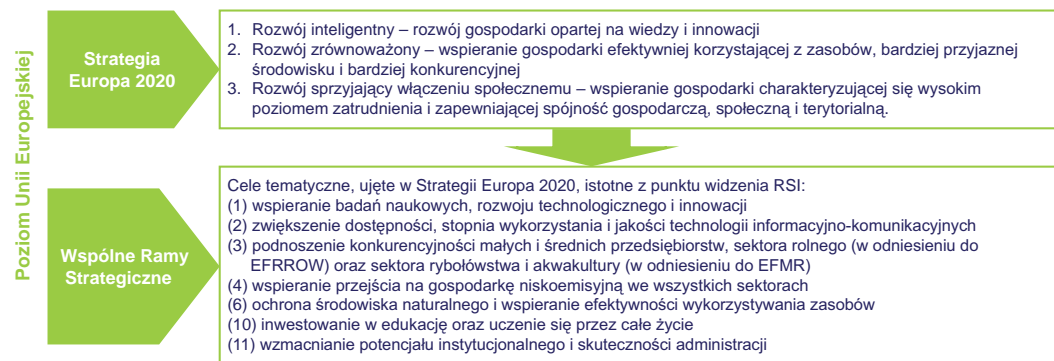 Poziom Unii Europejskiej
Strategia
Europa 2020
1. Rozwój inteligentny – rozwój gospodarki opartej na wiedzy i innowacji
2. Rozwój zrównoważony – wspieranie gospodarki efektywniej korzystającej z zasobów, bardziej przyjaznej
środowisku i bardziej konkurencyjnej
3. Rozwój sprzyjający włączeniu społecznemu – wspieranie gospodarki charakteryzującej się wysokim
poziomem zatrudnienia i zapewniającej spójność gospodarczą, społeczną i terytorialną.
Wspólne Ramy
Strategiczne
Cele tematyczne, ujęte w Strategii Europa 2020, istotne z punktu widzenia RSI:
(1) wspieranie badań naukowych, rozwoju technologicznego i innowacji
(2) zwiększenie dostępności, stopnia wykorzystania i jakości technologii informacyjno-komunikacyjnych
(3) podnoszenie konkurencyjności małych i średnich przedsiębiorstw, sektora rolnego (w odniesieniu do
EFRROW) oraz sektora rybołówstwa i akwakultury (w odniesieniu do EFMR)
(4) wspieranie przejścia na gospodarkę niskoemisyjną we wszystkich sektorach
(6) ochrona środowiska naturalnego i wspieranie efektywności wykorzystywania zasobów
(10) inwestowanie w edukację oraz uczenie się przez całe życie
(11) wzmacnianie potencjału instytucjonalnego i skuteczności administracji